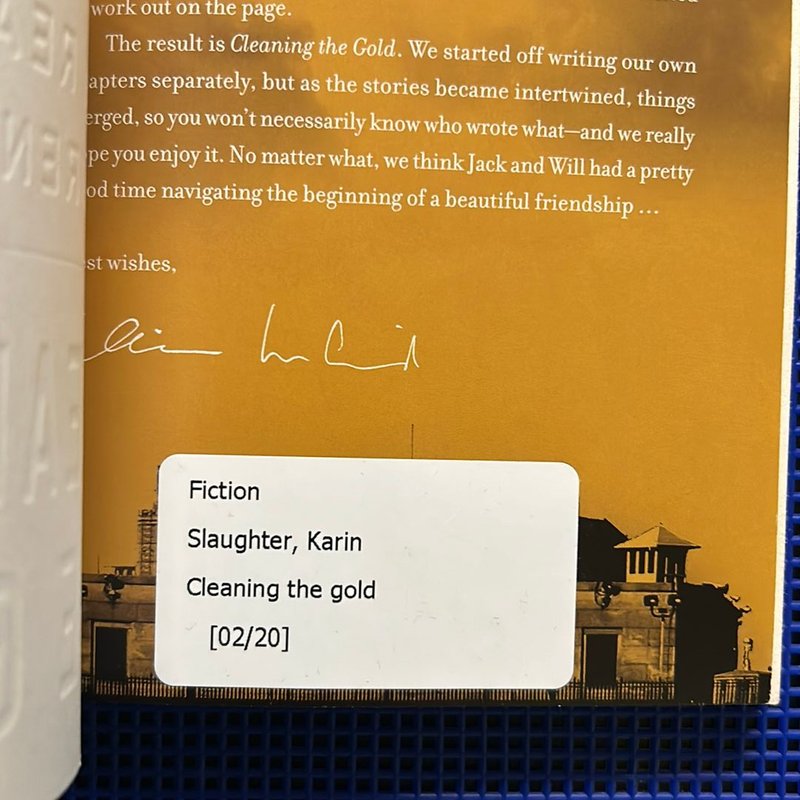 work out on the page.
The result is Cleaning the Gold. We started off writing our own
apters separately, but as the stories became intertwined, things
erged, so you won't necessarily know who wrote what—and we really
pe you enjoy it. No matter what, we think Jack and Will had a pretty
od time navigating the beginning of a beautiful friendship ...
st wishes,
Fiction
Slaughter, Karin
Cleaning the gold
[02/20]